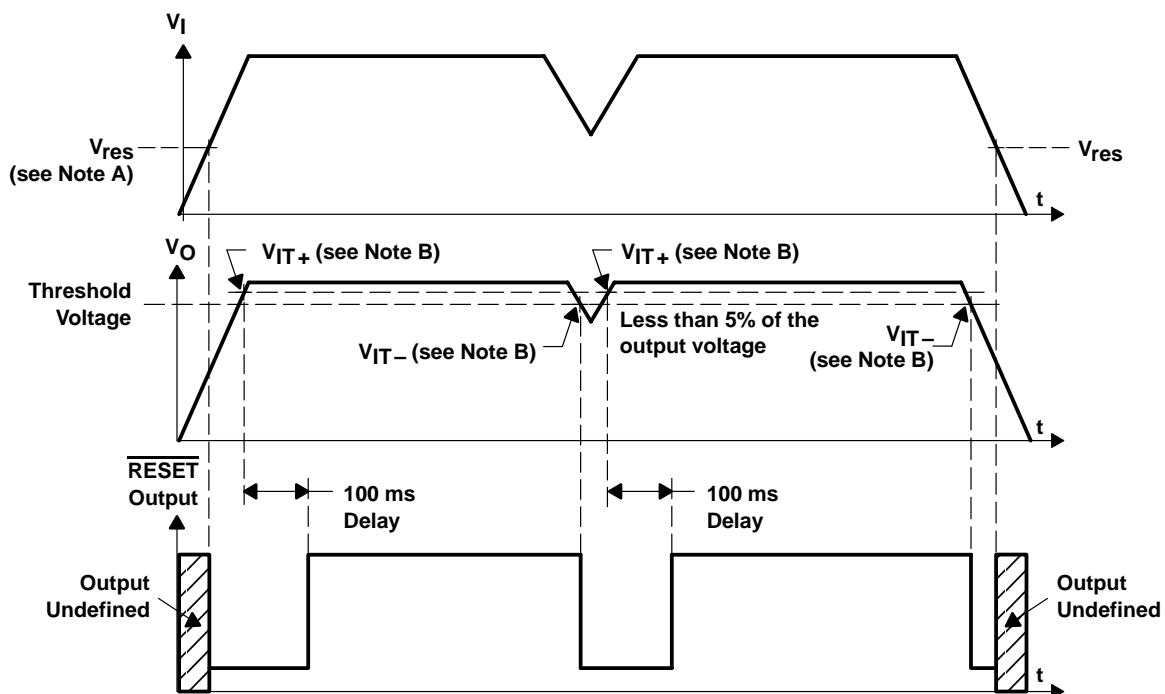 VI
Vres
(see Note A)
Vres
t
VO
VIT+ (see Note B)
VIT+ (see Note B)
Threshold
Voltage
Less than 5% of the
output voltage
VIT− (see Note B)
VIT−
(see Note B)
t
RESET
Output
100 ms
Delay
100 ms
Delay
Output
Undefined
Output
Undefined
t